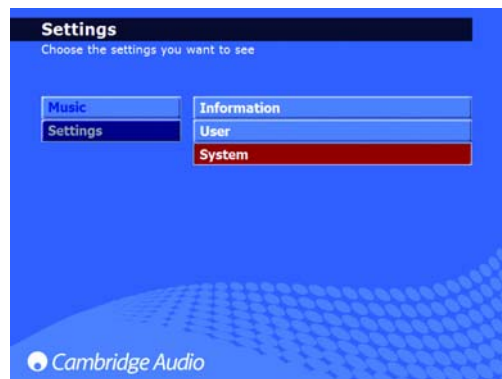 Settings
Choose the settings you want to see
Music
Information
Settings
User
System
Cambridge Audio